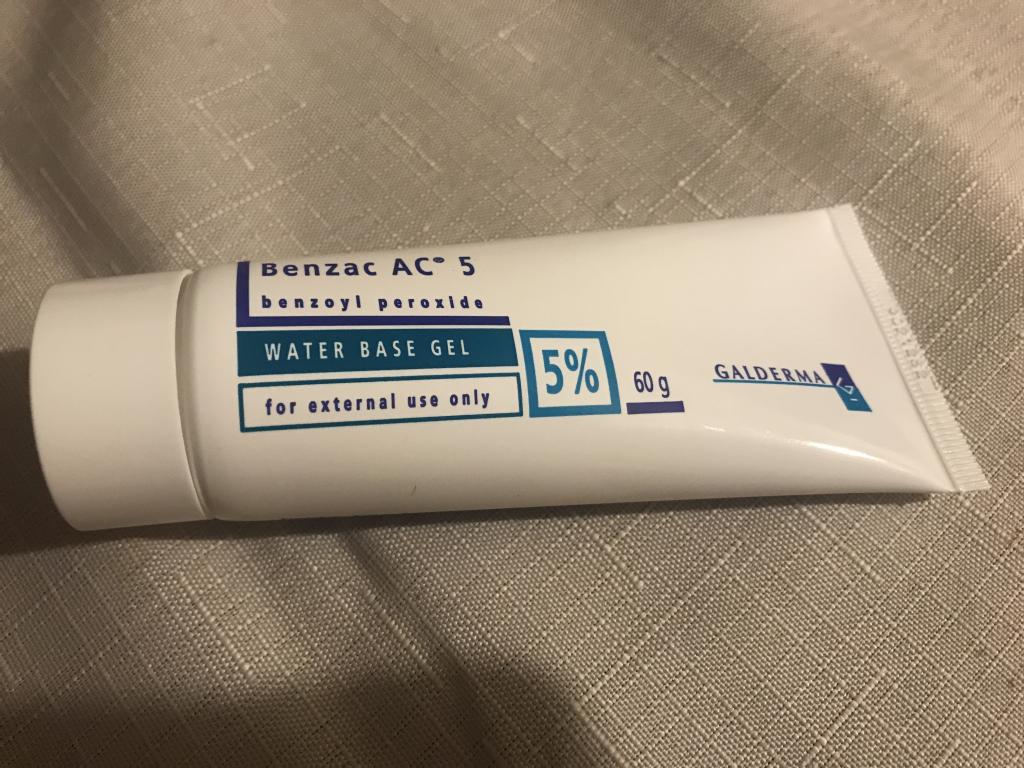 Benzac AC® 5
benzoyl peroxide
WATER BASE GEL
for external use only
5%
60 g
GALDERMA